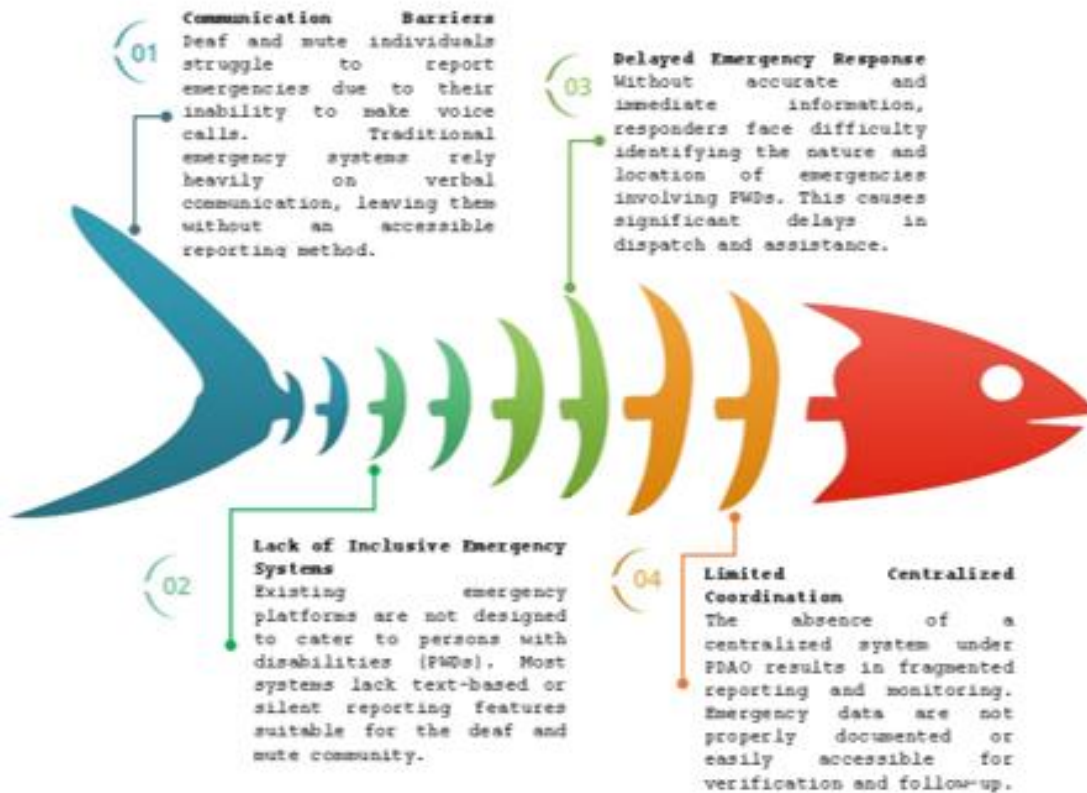 01
Communication Barriers
Deaf and mute individuals
struggle to report
emergencies due to their
inability to make voice
calls. Traditional
emergency systems rely
heavily on verbal
communication, leaving them
without an accessible
reporting method.
02
Lack of Inclusive Emergency
Systems
Existing emergency
platforms are not designed
to cater to persons with
disabilities (PWDs). Most
systems lack text-based or
silent reporting features
suitable for the deaf and
mute community.
03
Delayed Emergency Response
Without accurate and
immediate information,
responders face difficulty
identifying the nature and
location of emergencies
involving PWDs. This causes
significant delays in
dispatch and assistance.
04
Limited Centralized
Coordination
The absence of a
centralized system under
PDAO results in fragmented
reporting and monitoring.
Emergency data are not
properly documented or
easily accessible for
verification and follow-up.